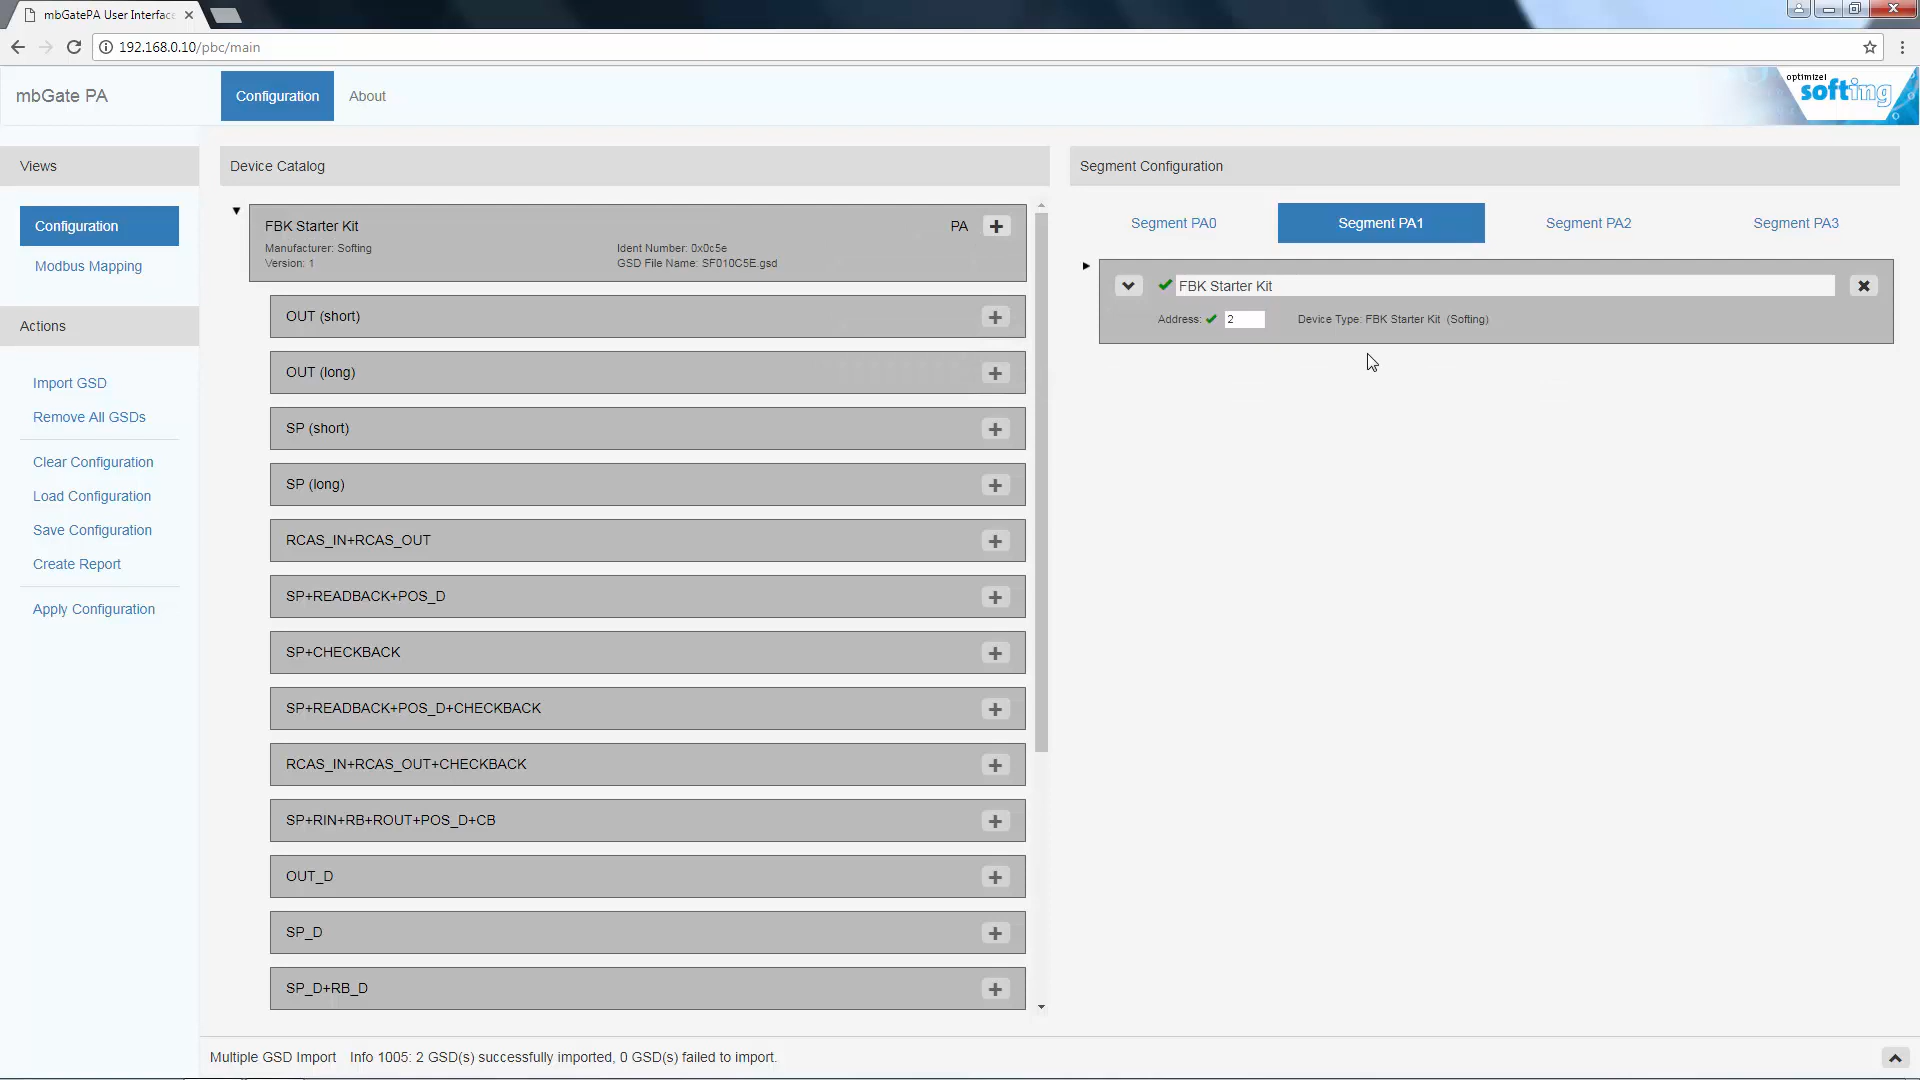 mbGatePA User Interface
192.168.0.10/pbc/main
mbGate PA
Configuration
About
optimize!
softing
Views
Configuration
Modbus Mapping
Actions
Import GSD
Remove All GSDs
Clear Configuration
Load Configuration
Save Configuration
Create Report
Apply Configuration
Device Catalog
FBK Starter Kit
PA
Manufacturer: Softing
Ident Number: 0x0c5e
Version: 1
GSD File Name: SF010C5E.gsd
OUT (short)
OUT (long)
SP (short)
SP (long)
RCAS_IN+RCAS_OUT
SP+READBACK+POS_D
SP+CHECKBACK
SP+READBACK+POS_D+CHECKBACK
RCAS_IN+RCAS_OUT+CHECKBACK
SP+RIN+RB+ROUT+POS_D+CB
OUT_D
SP_D
SP_D+RB_D
Segment Configuration
Segment PA0
Segment PA1
Segment PA2
Segment PA3
FBK Starter Kit
Address: 2 Device Type: FBK Starter Kit (Softing)
Multiple GSD Import Info 1005: 2 GSD(s) successfully imported, 0 GSD(s) failed to import.